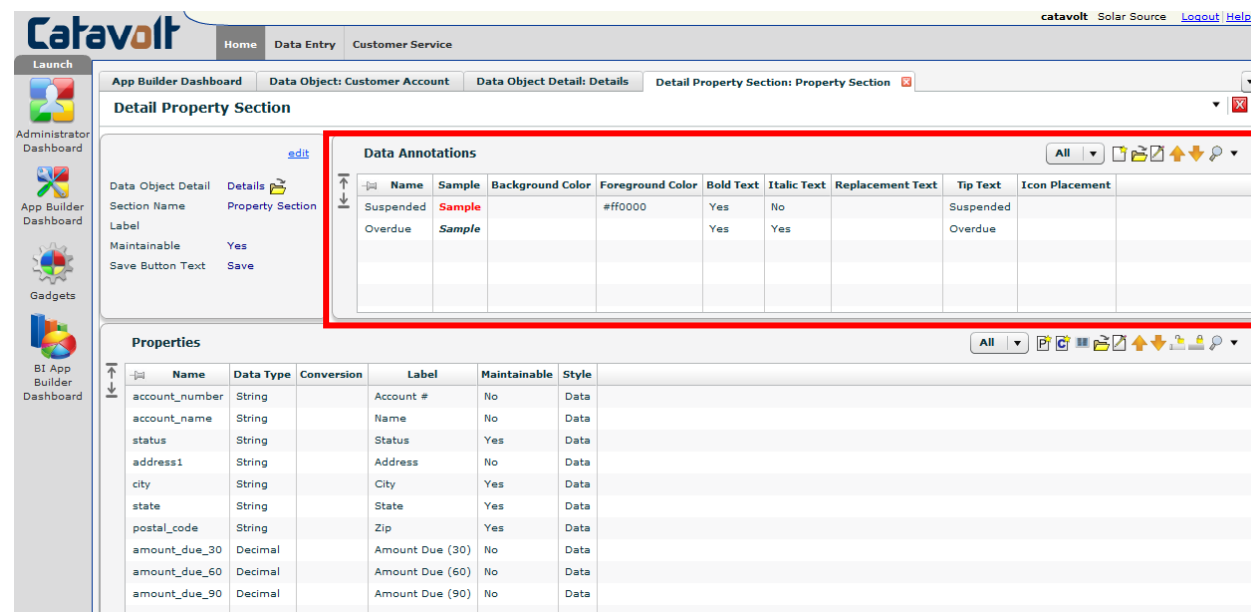 catavolt Solar Source Logout Help
Catavolt
Home Data Entry Customer Service
Launch
App Builder Dashboard Data Object: Customer Account Data Object Detail: Details Detail Property Section: Property Section
Detail Property Section
Administrator Dashboard
App Builder Dashboard
Gadgets
BI App Builder Dashboard
edit
Data Object Detail Details
Section Name Property Section
Label
Maintainable Yes
Save Button Text Save
Data Annotations All
Name Sample Background Color Foreground Color Bold Text Italic Text Replacement Text Tip Text Icon Placement
Suspended Sample #ff0000 Yes No Suspended
Overdue Sample Yes Yes Overdue
Properties All
Name Data Type Conversion Label Maintainable Style
account_number String Account # No Data
account_name String Name No Data
status String Status Yes Data
address1 String Address No Data
city String City Yes Data
state String State Yes Data
postal_code String Zip Yes Data
amount_due_30 Decimal Amount Due (30) No Data
amount_due_60 Decimal Amount Due (60) No Data
amount_due_90 Decimal Amount Due (90) No Data